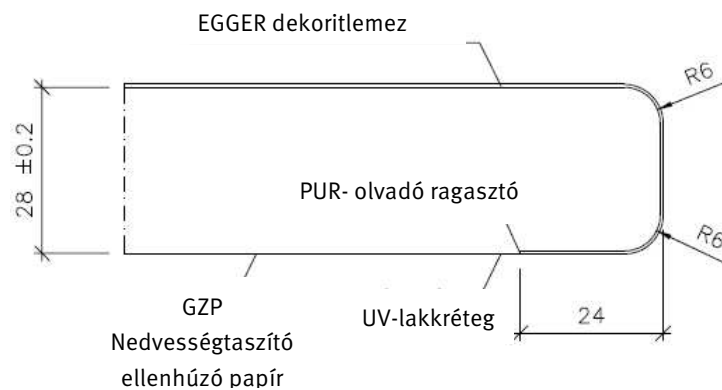 EGGER dekoritlemez
R6
28 ±0.2
PUR- olvadó ragasztó
R6
GZP
Nedvességtaszító
ellenhúzó papír
UV-lakkréteg
24